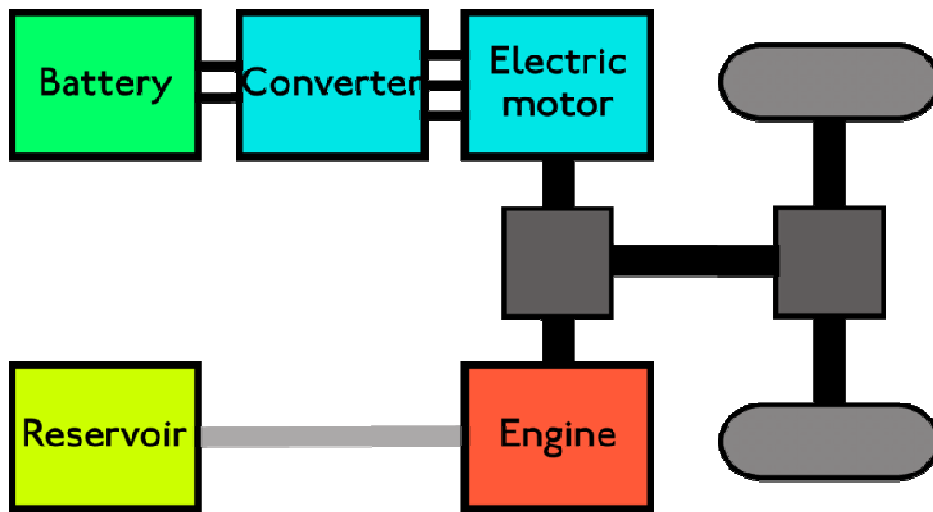 Battery
Converter
Electric
motor
Reservoir
Engine